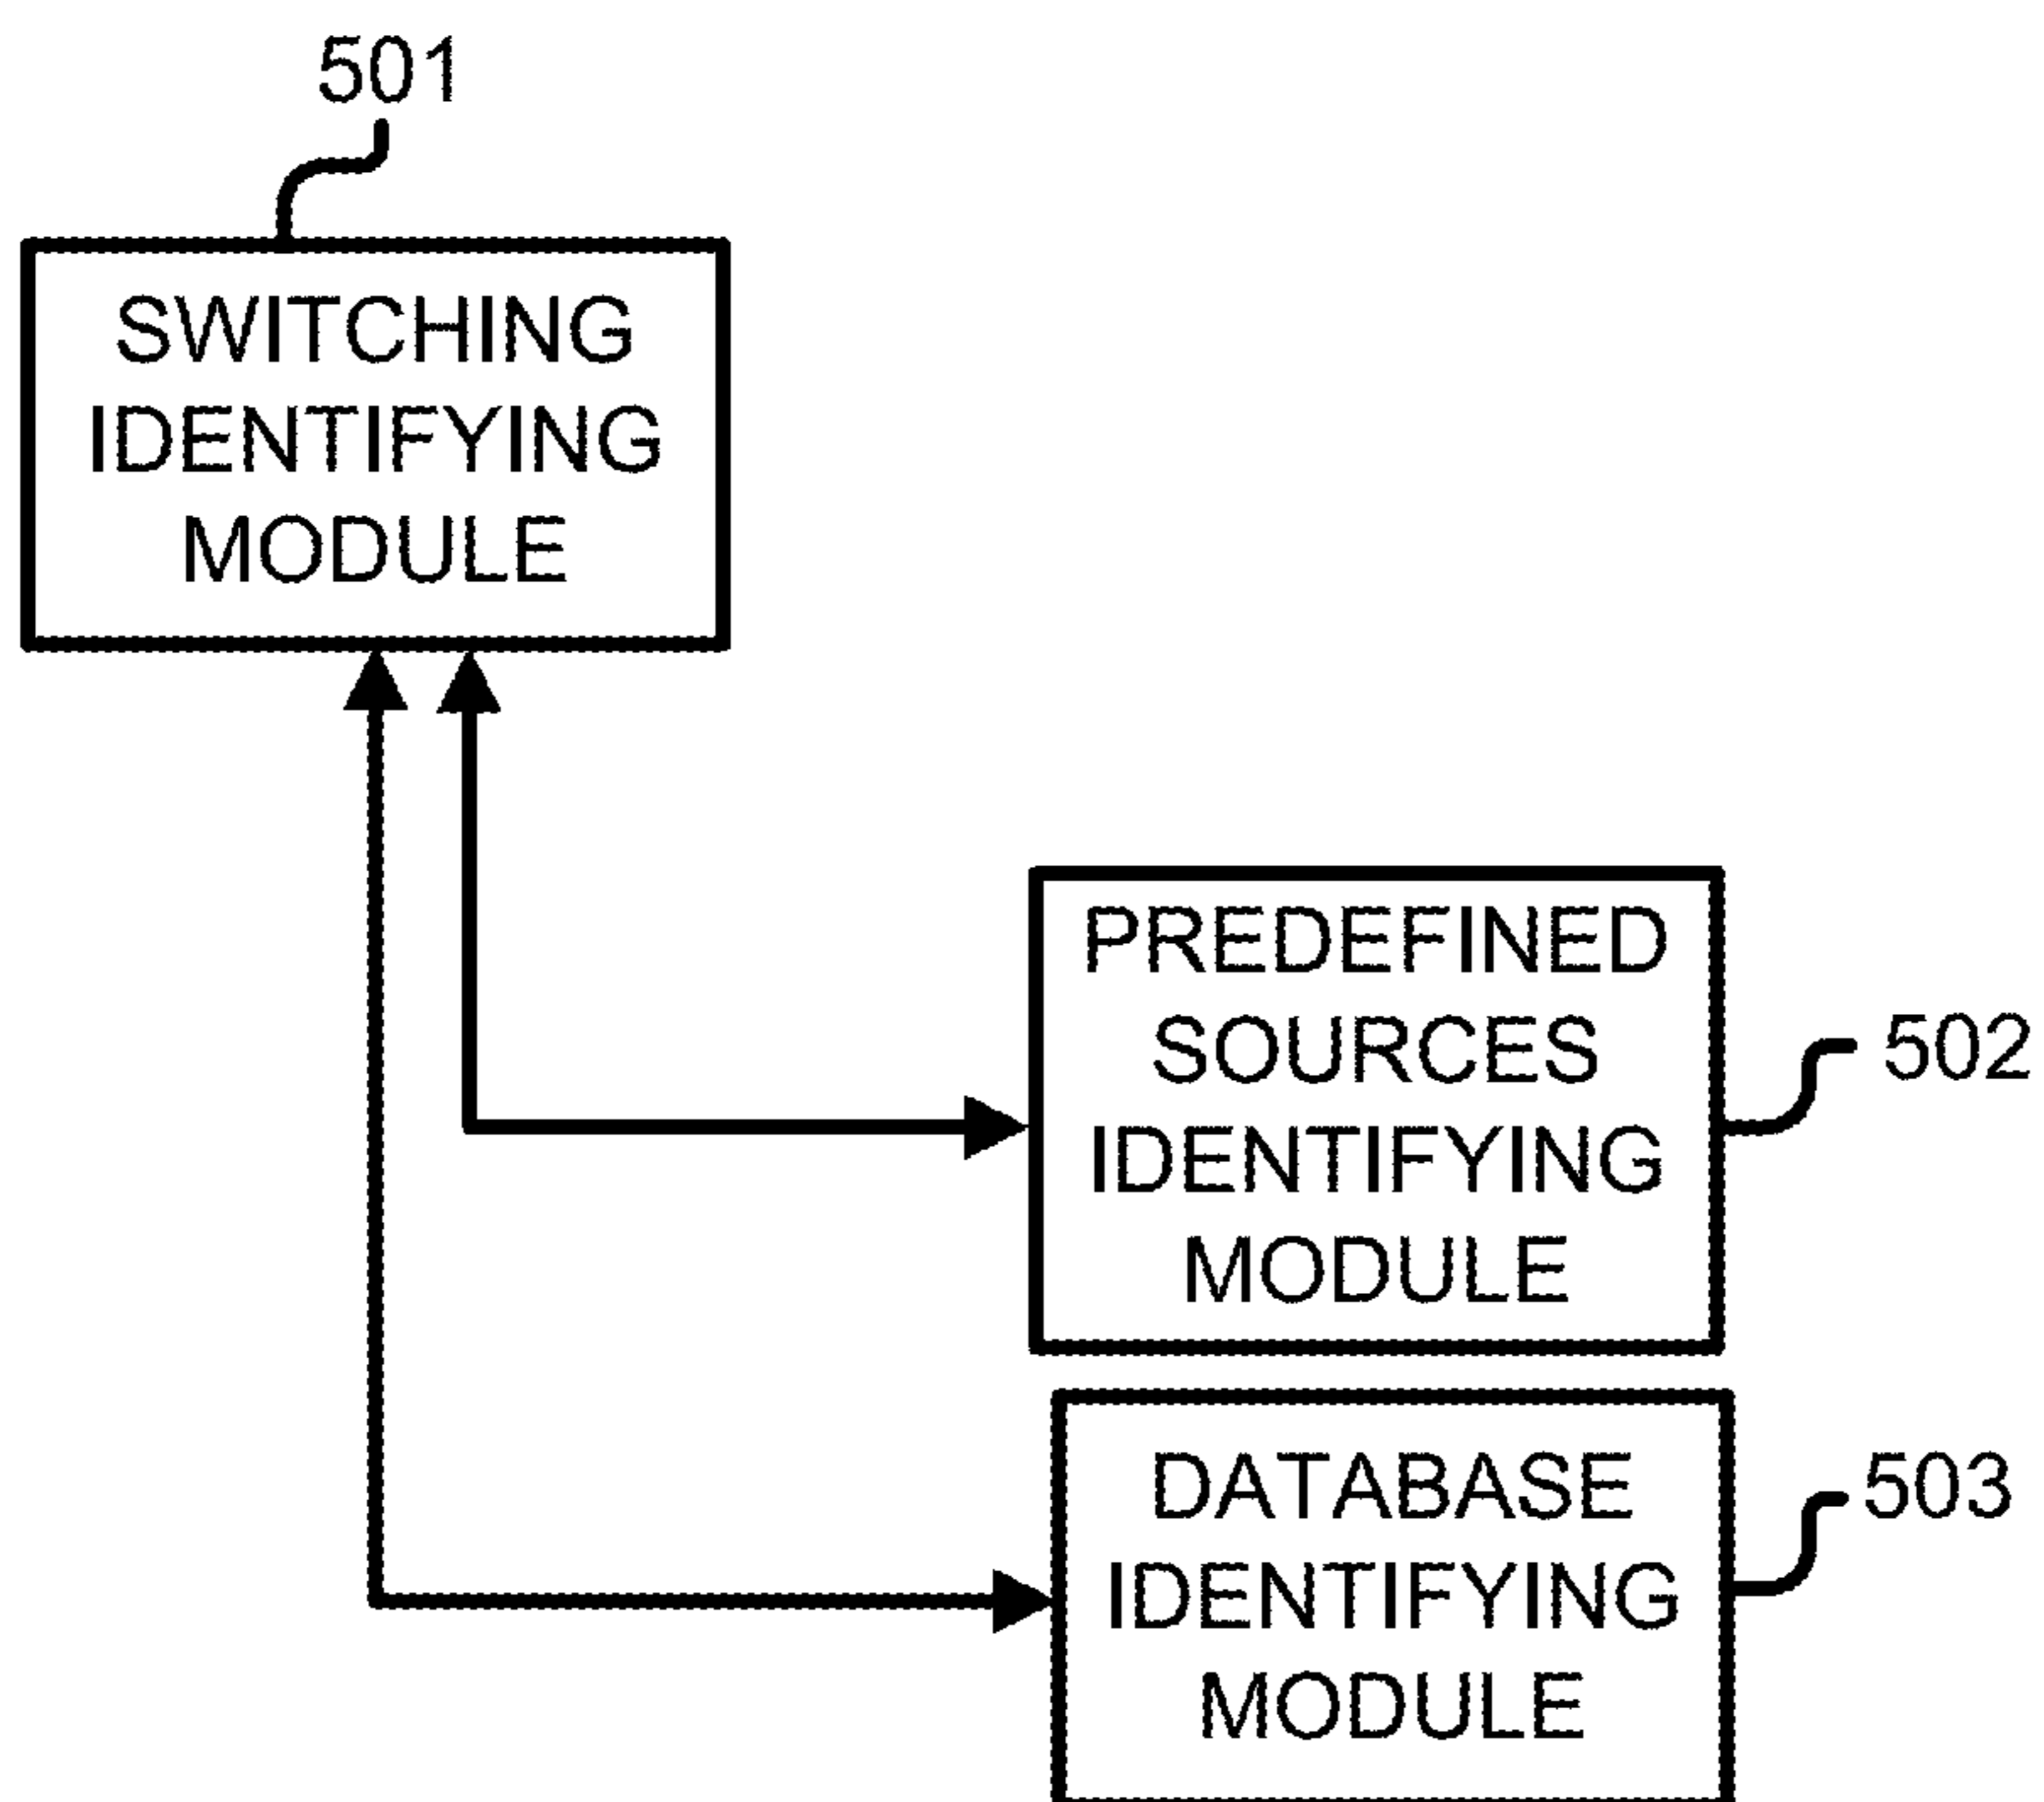 501
SWITCHING
IDENTIFYING
MODULE
PREDEFINED
SOURCES
IDENTIFYING
MODULE
502
DATABASE
IDENTIFYING
MODULE
503